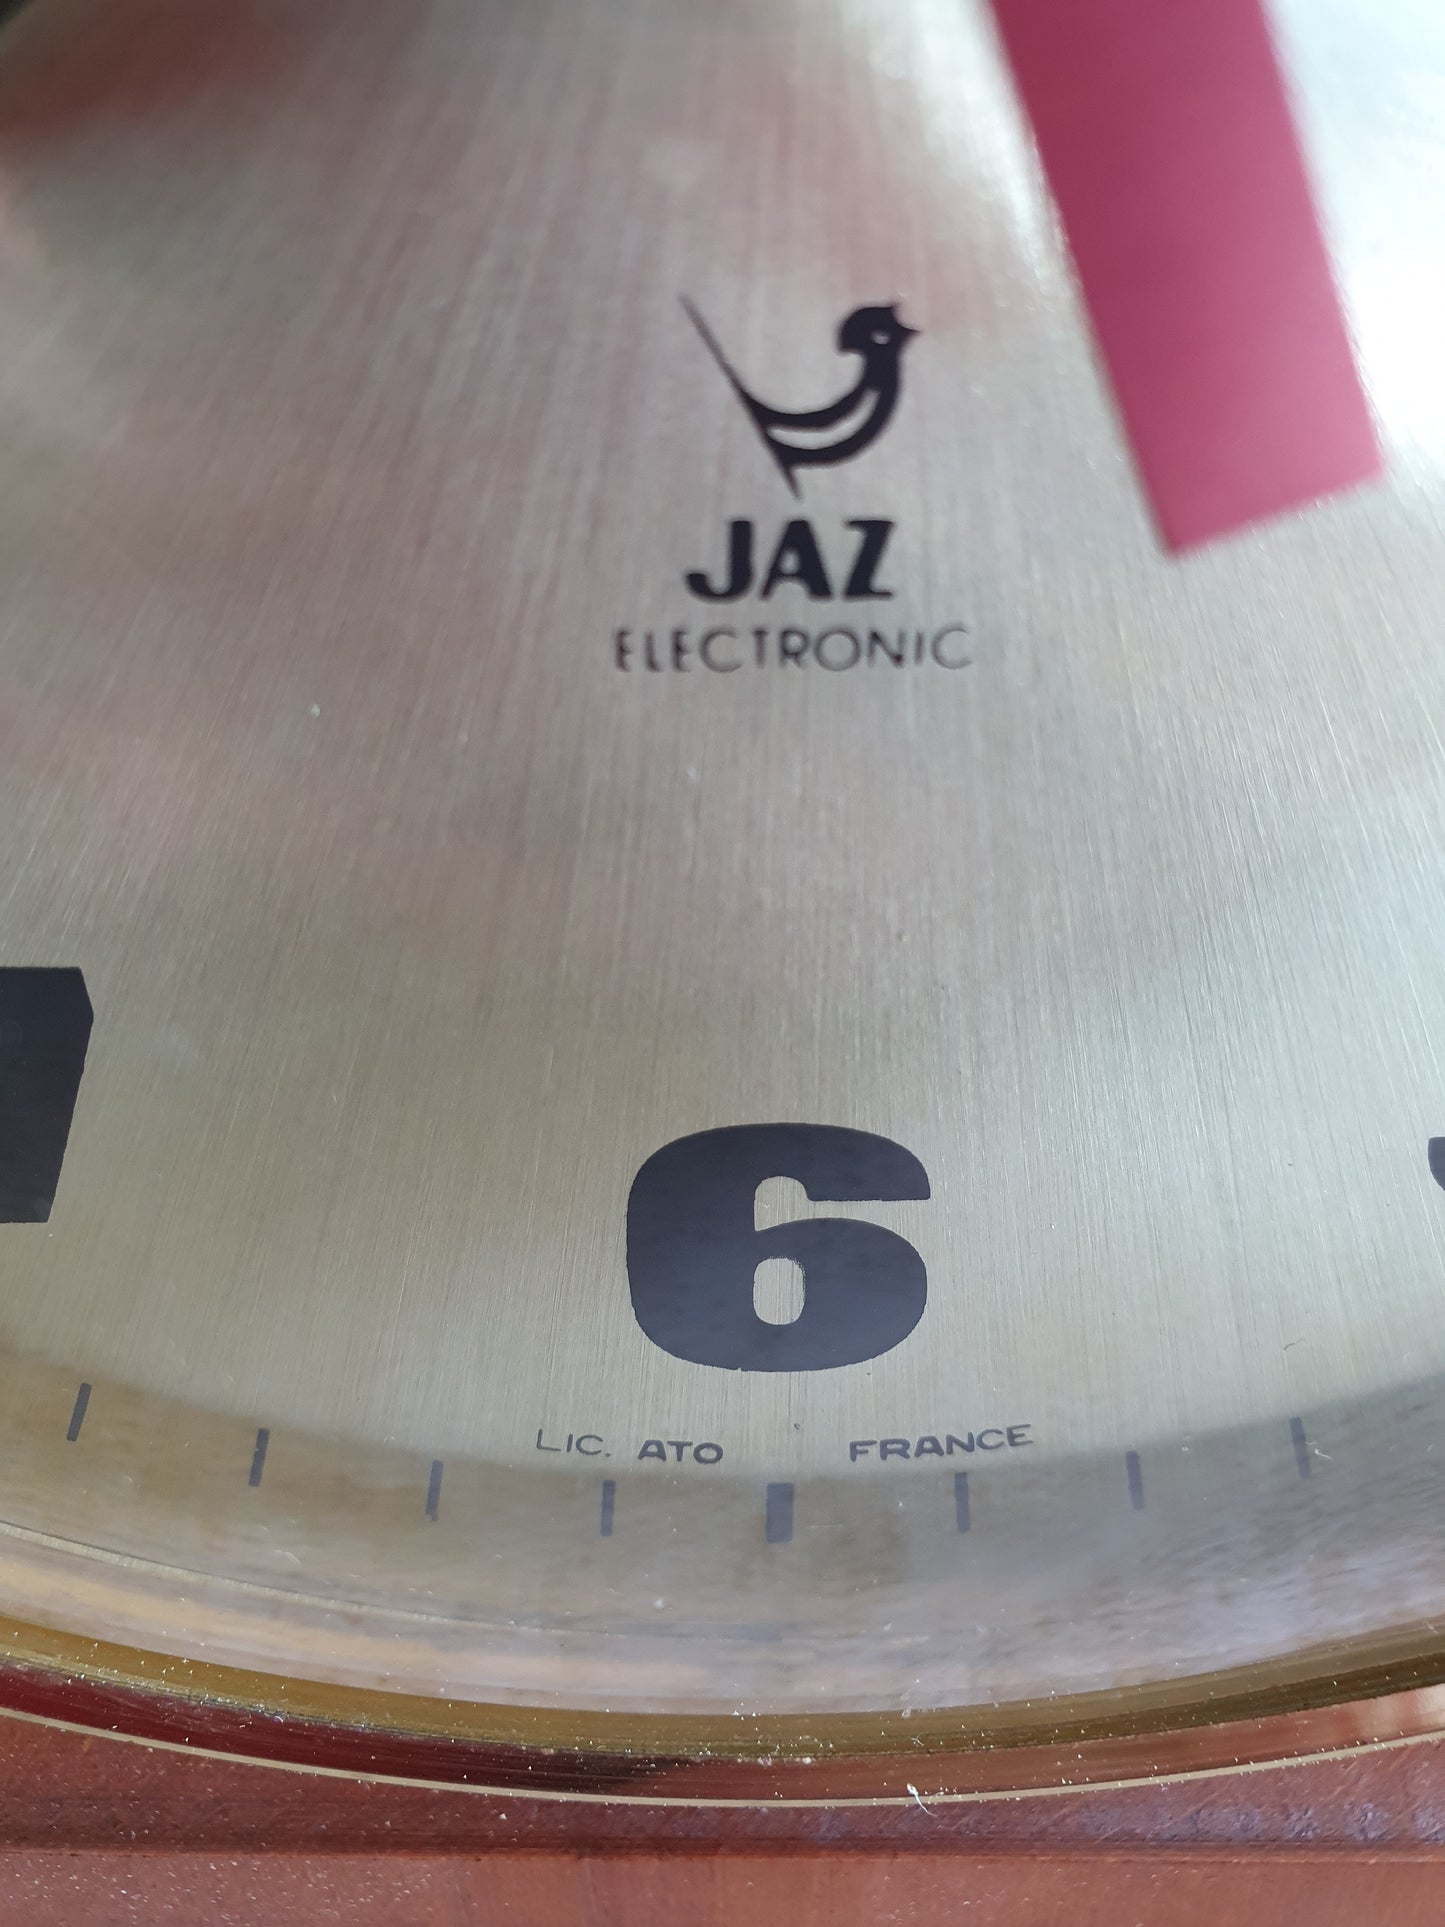 JAZ
ELECTRONIC
6
LIC. ATO FRANCE